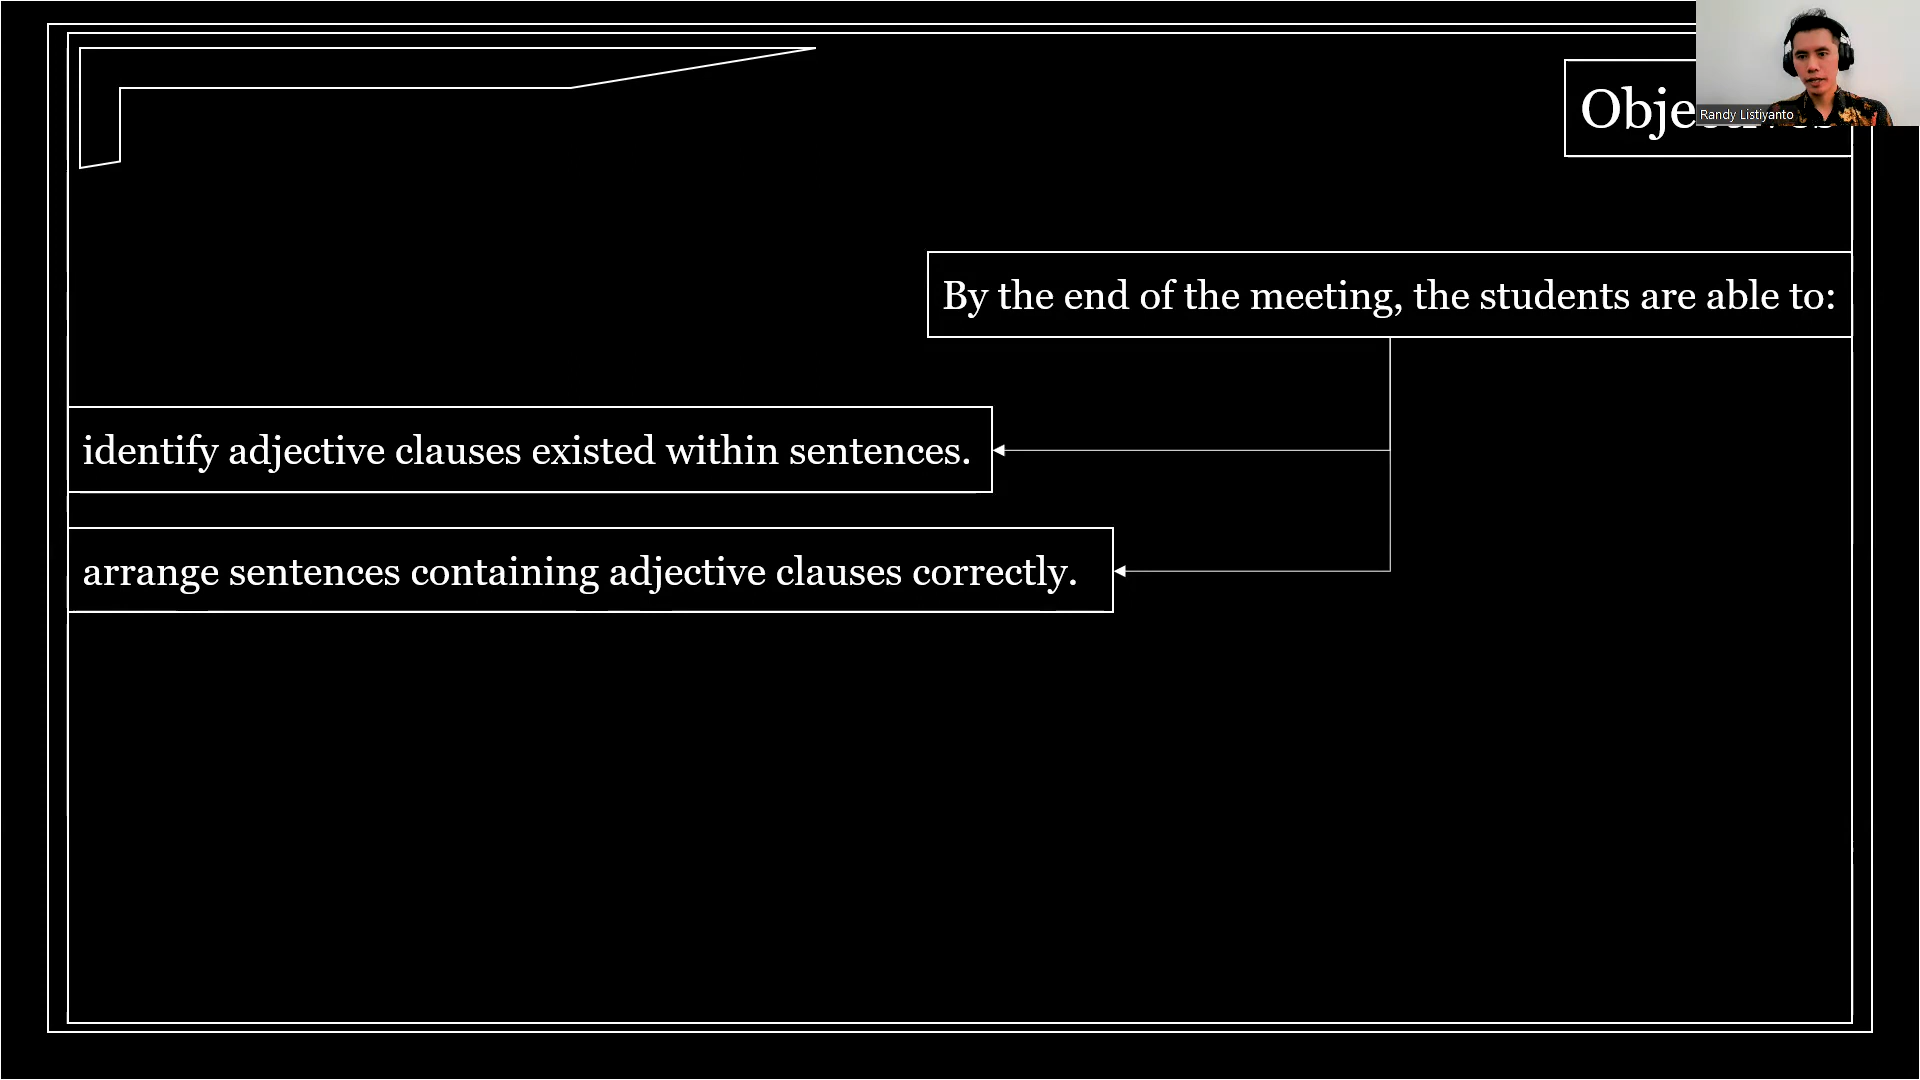 Randy Listiyanto
By the end of the meeting, the students are able to:
identify adjective clauses existed within sentences.
arrange sentences containing adjective clauses correctly.